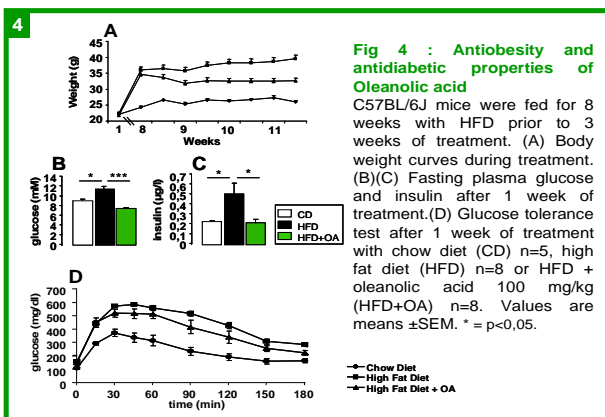 4
A
Weight (g)
45
40
35
30
25
20
1 8 9 10 11
Weeks
B
glucose (mM)
14
12
10
8
6
4
2
0
* ***
C
insulin (µg/l)
0,7
0,6
0,5
0,4
0,3
0,2
0,1
0
* *
CD
HFD
HFD+OA
D
glucose (mg/dl)
700
600
500
400
300
200
100
0
0 30 60 90 120 150 180
time (min)
Chow Diet
High Fat Diet
High Fat Diet + OA
Fig 4 : Antiobesity and
antidiabetic properties of
Oleanolic acid
C57BL/6J mice were fed for 8
weeks with HFD prior to 3
weeks of treatment. (A) Body
weight curves during treatment.
(B)(C) Fasting plasma glucose
and insulin after 1 week of
treatment.(D) Glucose tolerance
test after 1 week of treatment
with chow diet (CD) n=5, high
fat diet (HFD) n=8 or HFD +
oleanolic acid 100 mg/kg
(HFD+OA) n=8. Values are
means ±SEM. * = p<0,05.